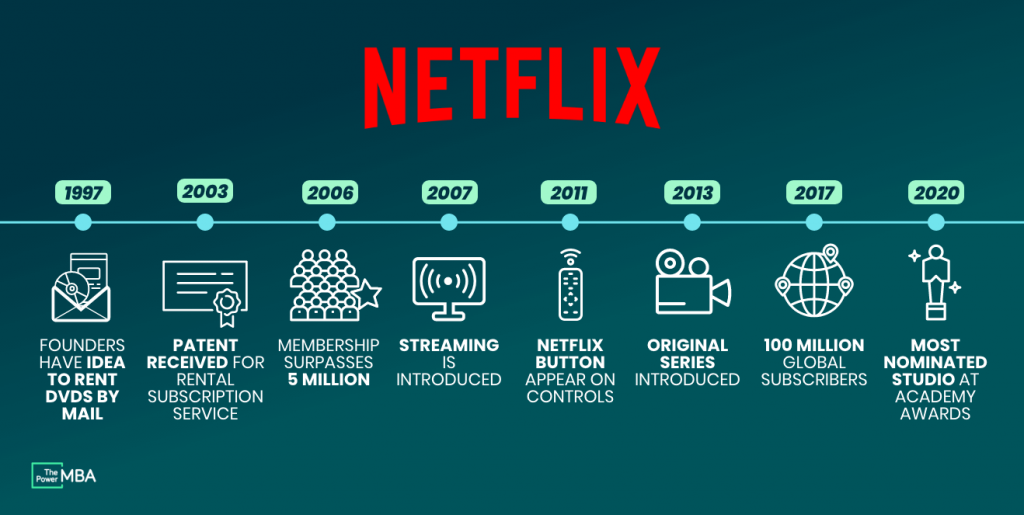 NETFLIX
1997
2003
2006
2007
2011
2013
2017
2020
FOUNDERS
HAVE IDEA
TO RENT
DVDS BY
MAIL
PATENT
RECEIVED FOR
RENTAL
SUBSCRIPTION
SERVICE
MEMBERSHIP
SURPASSES
5 MILLION
STREAMING
IS
INTRODUCED
NETFLIX
BUTTON
APPEAR ON
CONTROLS
ORIGINAL
SERIES
INTRODUCED
100 MILLION
GLOBAL
SUBSCRIBERS
MOST
NOMINATED
STUDIO AT
ACADEMY
AWARDS
The
Power MBA